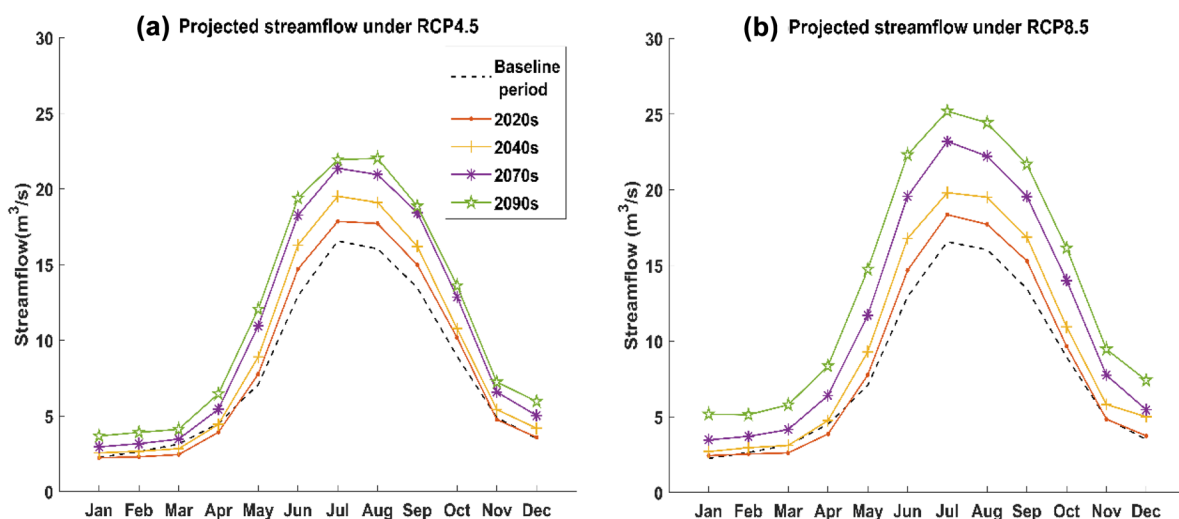 (a) Projected streamflow under RCP4.5
30
25
20
15
10
5
0
Streamflow(m³/s)
Jan Feb Mar Apr May Jun Jul Aug Sep Oct Nov Dec
Baseline
period
2020s
2040s
2070s
2090s
(b) Projected streamflow under RCP8.5
30
25
20
15
10
5
0
Streamflow (m³/s)
Jan Feb Mar Apr May Jun Jul Aug Sep Oct Nov Dec